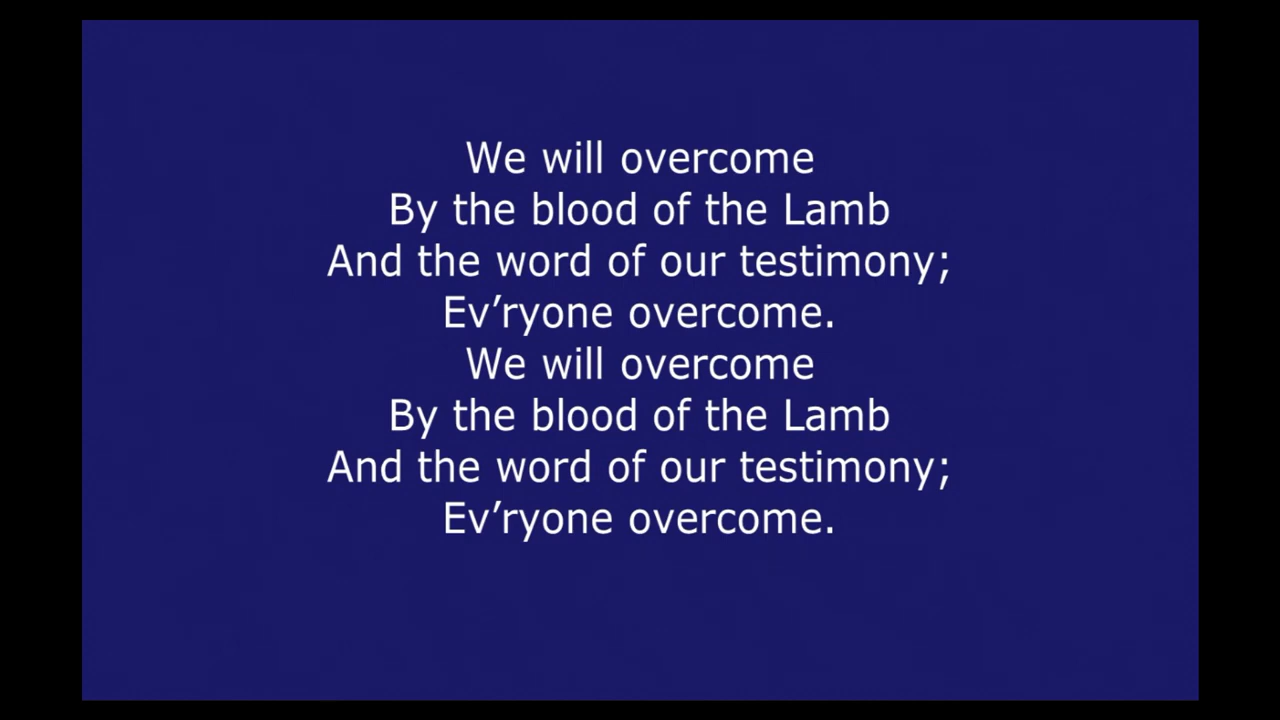 We will overcome
By the blood of the Lamb
And the word of our testimony;
Ev’ryone overcome.
We will overcome
By the blood of the Lamb
And the word of our testimony;
Ev’ryone overcome.